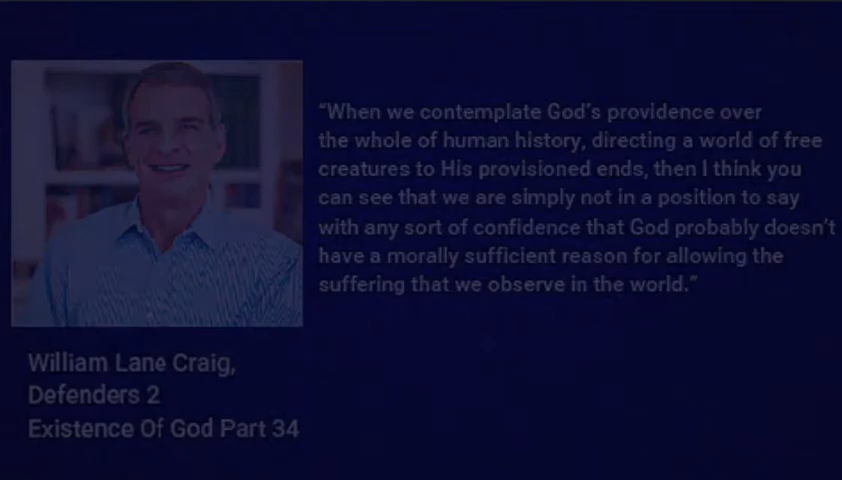 “When we contemplate God’s providence over
the whole of human history, directing a world of free
creatures to His provisioned ends, then I think you
can see that we are simply not in a position to say
with any sort of confidence that God probably doesn’t
have a morally sufficient reason for allowing the
suffering that we observe in the world.”
William Lane Craig,
Defenders 2
Existence Of God Part 34